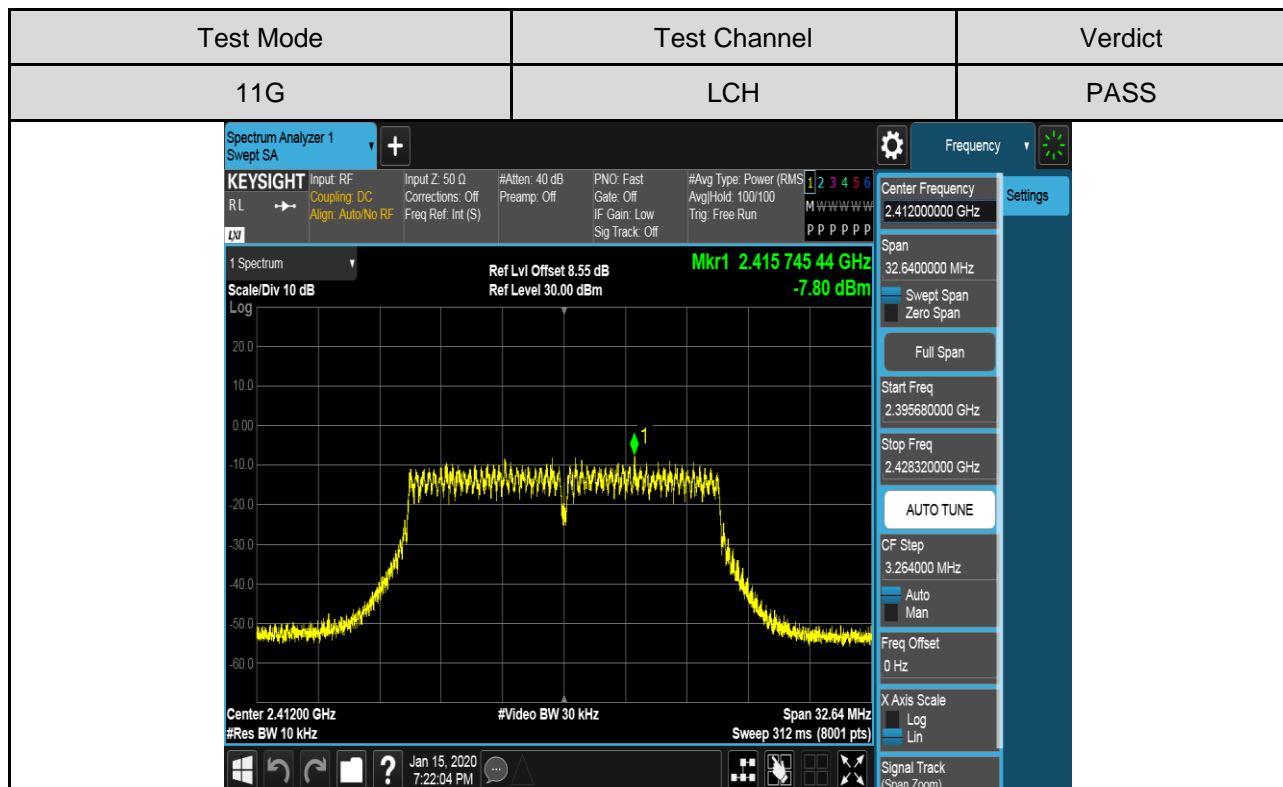 Test Mode Test Channel Verdict
11G LCH PASS
Spectrum Analyzer 1
Swept SA
+
Frequency
KEYSIGHT Input: RF Input Z: 50 Ω #Atten: 40 dB PNO: Fast #Avg Type: Power (RMS 1 2 3 4 5 6
RL Coupling: DC Corrections: Off Preamp: Off Gate: Off Avg|Hold: 100/100 M W W W W W
Align: Auto/No RF Freq Ref: Int (S) IF Gain: Low Trig: Free Run
LXI Sig Track: Off P P P P P P
1 Spectrum
Ref Lvl Offset 8.55 dB Mkr1 2.415 745 44 GHz
Scale/Div 10 dB Ref Level 30.00 dBm -7.80 dBm
Log
20.0
10.0
0.00
1
-10.0
-20.0
-30.0
-40.0
-50.0
-60.0
Center 2.41200 GHz #Video BW 30 kHz Span 32.64 MHz
#Res BW 10 kHz Sweep 312 ms (8001 pts)
? Jan 15, 2020
7:22:04 PM
Center Frequency
2.412000000 GHz
Settings
Span
32.6400000 MHz
Swept Span
Zero Span
Full Span
Start Freq
2.395680000 GHz
Stop Freq
2.428320000 GHz
AUTO TUNE
CF Step
3.264000 MHz
Auto
Man
Freq Offset
0 Hz
X Axis Scale
Log
Lin
Signal Track
(Span Zoom)